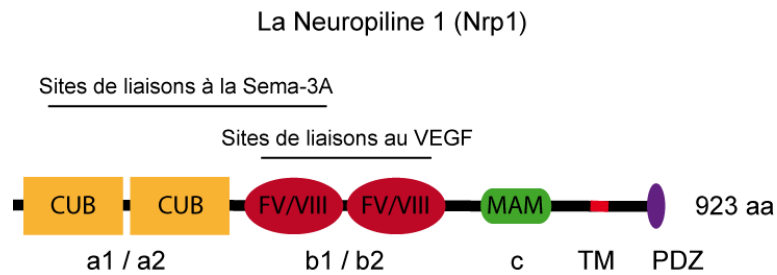 La Neuropiline 1 (Nrp1)
Sites de liaisons à la Sema-3A
Sites de liaisons au VEGF
CUB CUB FV/VIII FV/VIII MAM 923 aa
a1 / a2 b1 / b2 c TM PDZ